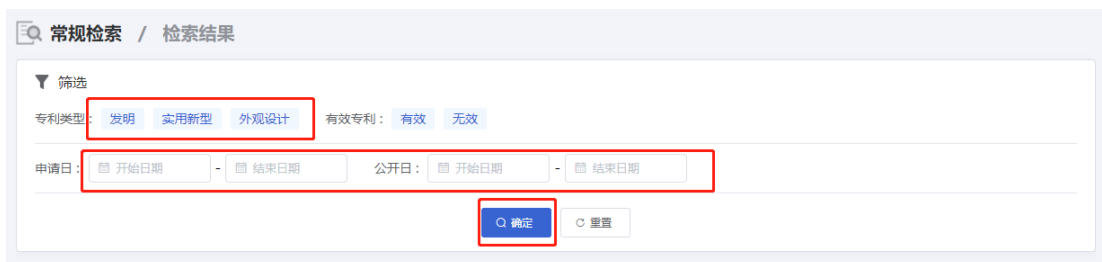 常规检索 / 检索结果
筛选
专利类型： 发明 实用新型 外观设计 有效专利： 有效 无效
申请日： 开始日期 - 结束日期 公开日： 开始日期 - 结束日期
确定 重置